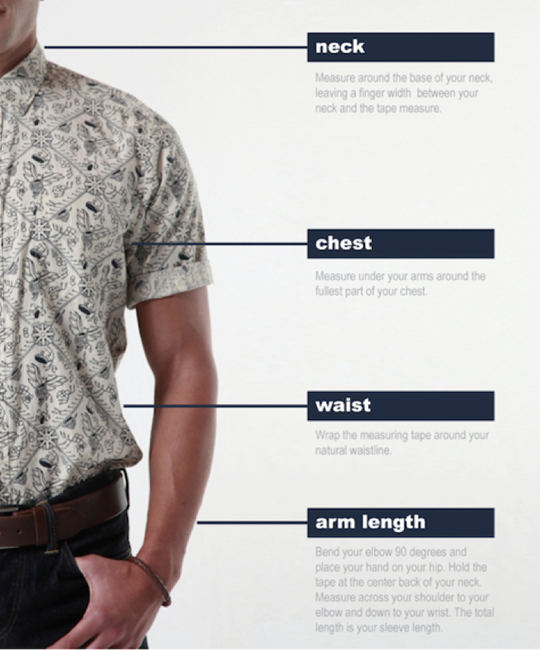 neck
Measure around the base of your neck,
leaving a finger width between your
neck and the tape measure.
chest
Measure under your arms around the
fullest part of your chest.
waist
Wrap the measuring tape around your
natural waistline.
arm length
Bend your elbow 90 degrees and
place your hand on your hip. Hold the
tape at the center back of your neck.
Measure across your shoulder to your
elbow and down to your wrist. The total
length is your sleeve length.